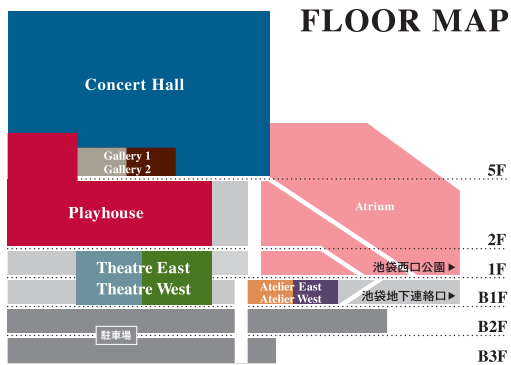 FLOOR MAP
Concert Hall
Gallery 1
Gallery 2
5F
Playhouse
Atrium
2F
Theatre East
池袋西口公園▶
1F
Theatre West
Atelier East
Atelier West
池袋地下連絡口▶
B1F
駐車場
B2F
B3F